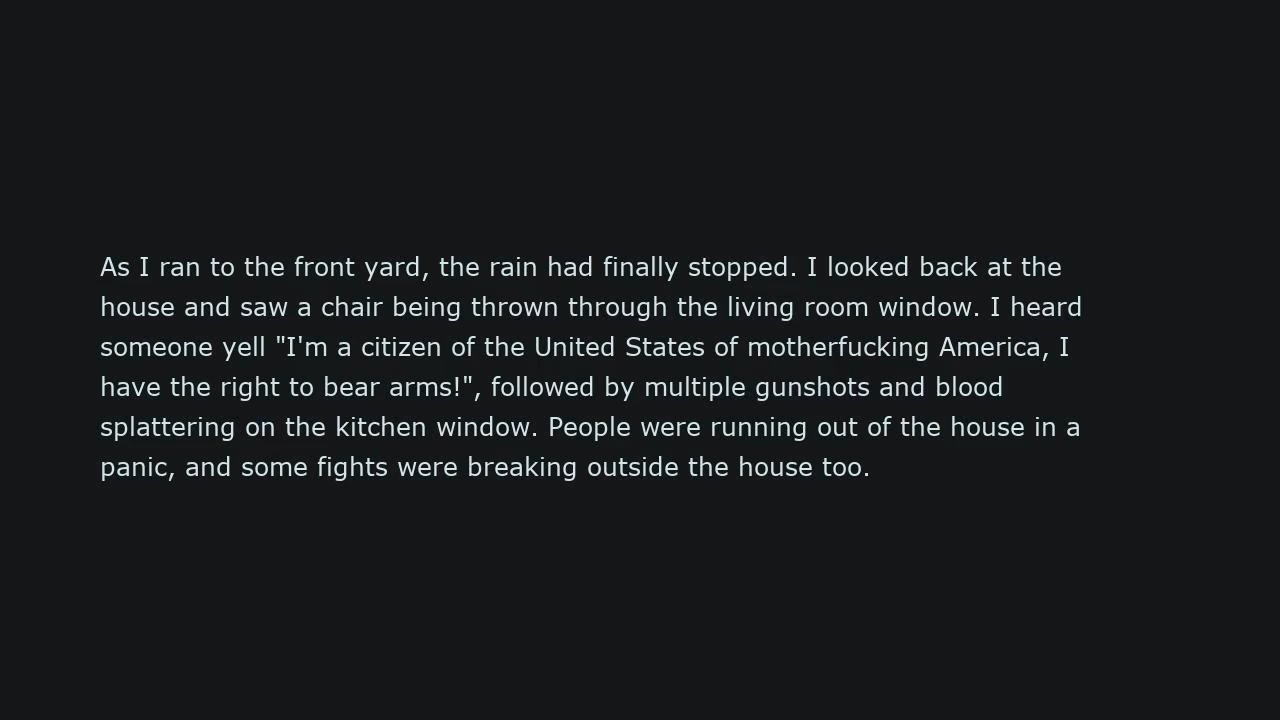 As I ran to the front yard, the rain had finally stopped. I looked back at the
house and saw a chair being thrown through the living room window. I heard
someone yell "I'm a citizen of the United States of motherfucking America, I
have the right to bear arms!", followed by multiple gunshots and blood
splattering on the kitchen window. People were running out of the house in a
panic, and some fights were breaking outside the house too.